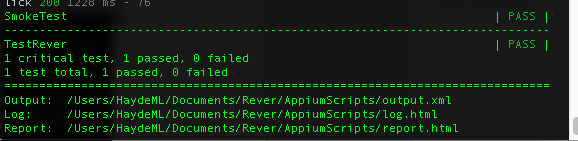 lick 200 1228 ms - 76
SmokeTest | PASS |
------------------------------------------------------------------------------
TestRever | PASS |
1 critical test, 1 passed, 0 failed
1 test total, 1 passed, 0 failed
==============================================================================
Output:  /Users/HaydeML/Documents/Rever/AppiumScripts/output.xml
Log:     /Users/HaydeML/Documents/Rever/AppiumScripts/log.html
Report:  /Users/HaydeML/Documents/Rever/AppiumScripts/report.html